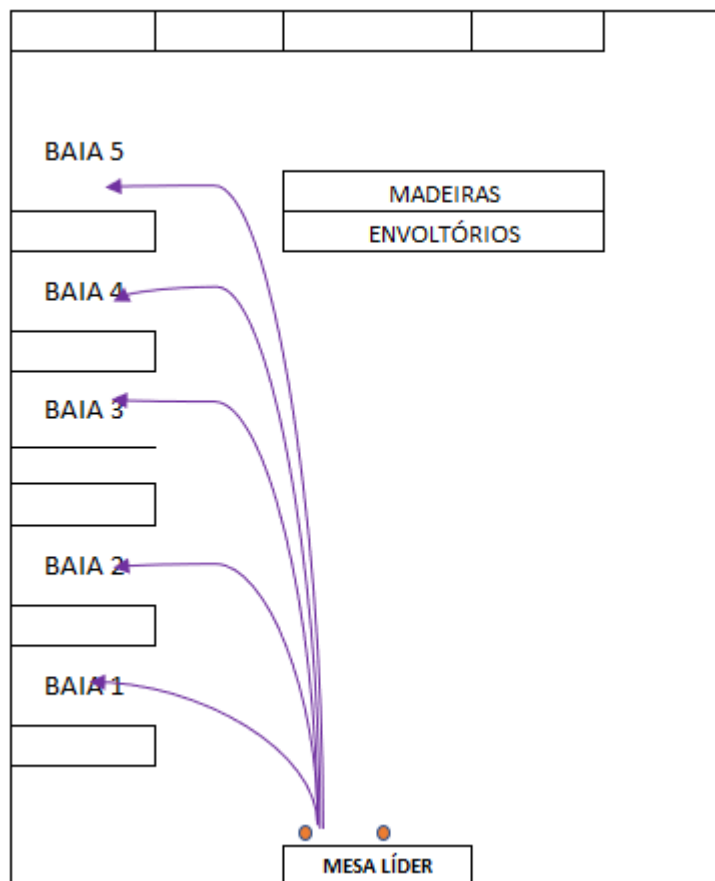 BAIA 5
MADEIRAS
ENVOLTÓRIOS
BAIA 4
BAIA 3
BAIA 2
BAIA 1
MESA LÍDER